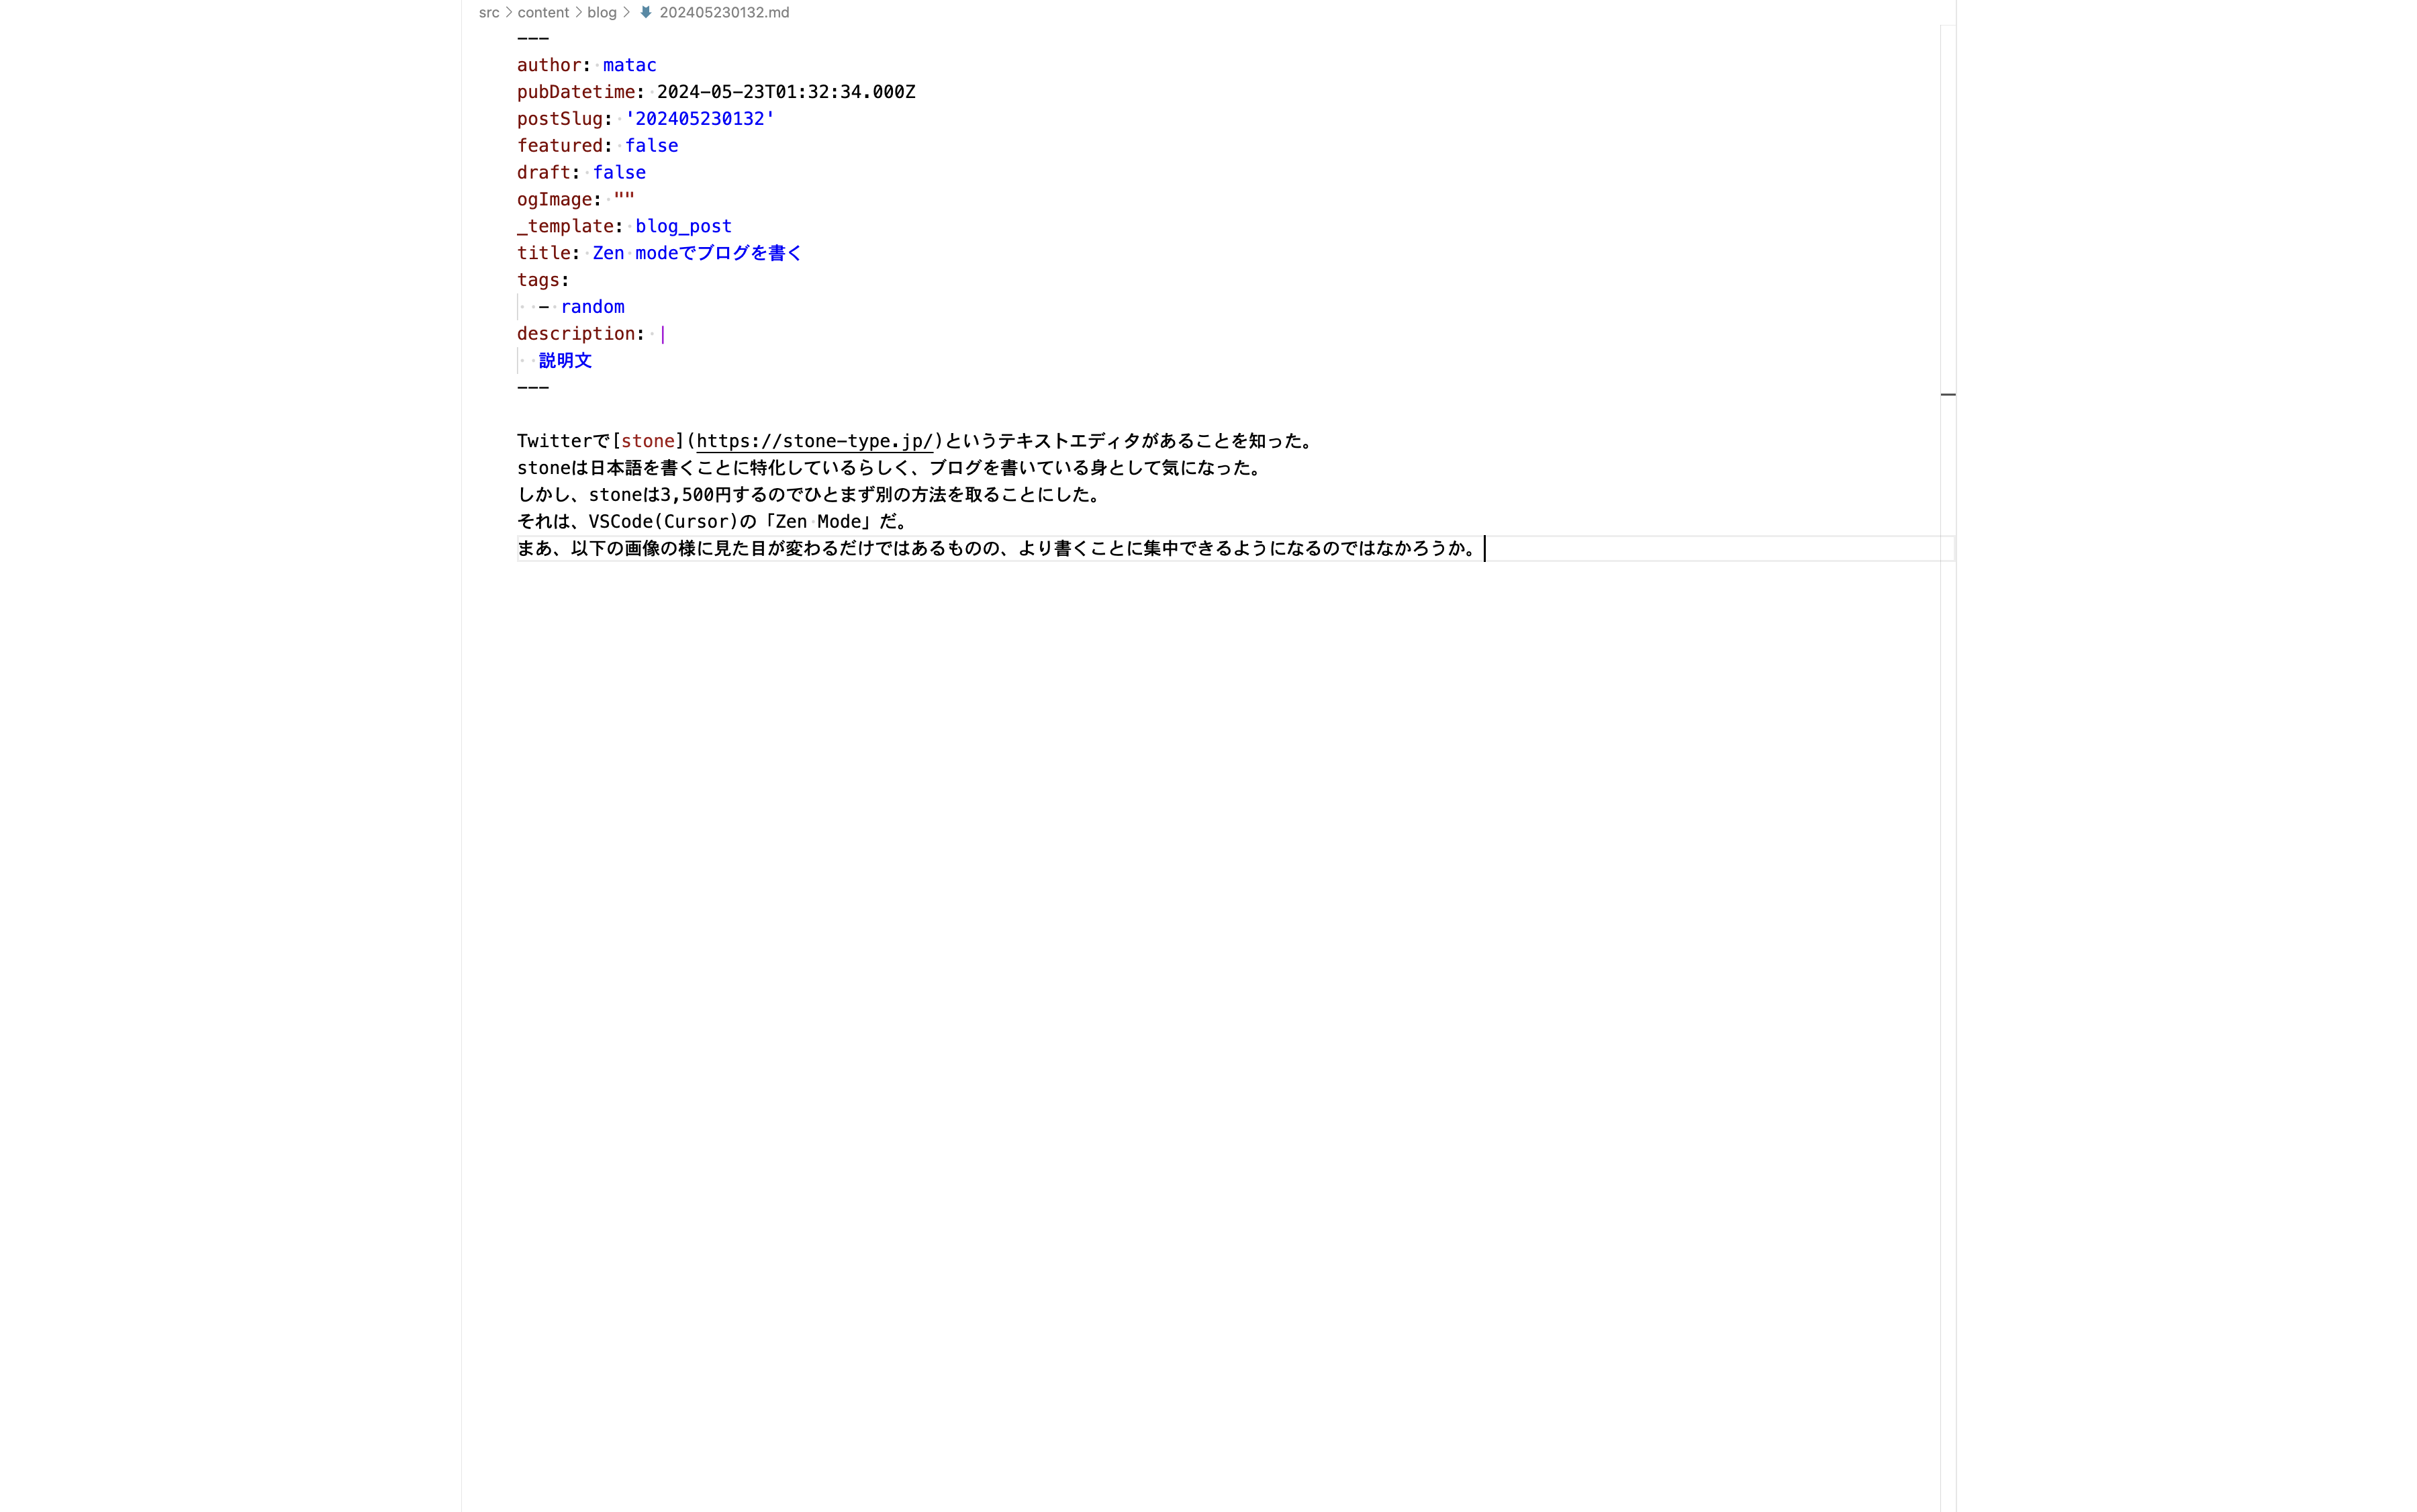 src > content > blog > 202405230132.md
---
author: matac
pubDatetime: 2024-05-23T01:32:34.000Z
postSlug: '202405230132'
featured: false
draft: false
ogImage: ""
_template: blog_post
title: Zen modeでブログを書く
tags:
  - random
description: |
  説明文
---

Twitterで[stone](https://stone-type.jp/)というテキストエディタがあることを知った。
stoneは日本語を書くことに特化しているらしく、ブログを書いている身として気になった。
しかし、stoneは3,500円するのでひとまず別の方法を取ることにした。
それは、VSCode(Cursor)の「Zen Mode」だ。
まあ、以下の画像の様に見た目が変わるだけではあるものの、より書くことに集中できるようになるのではなかろうか。